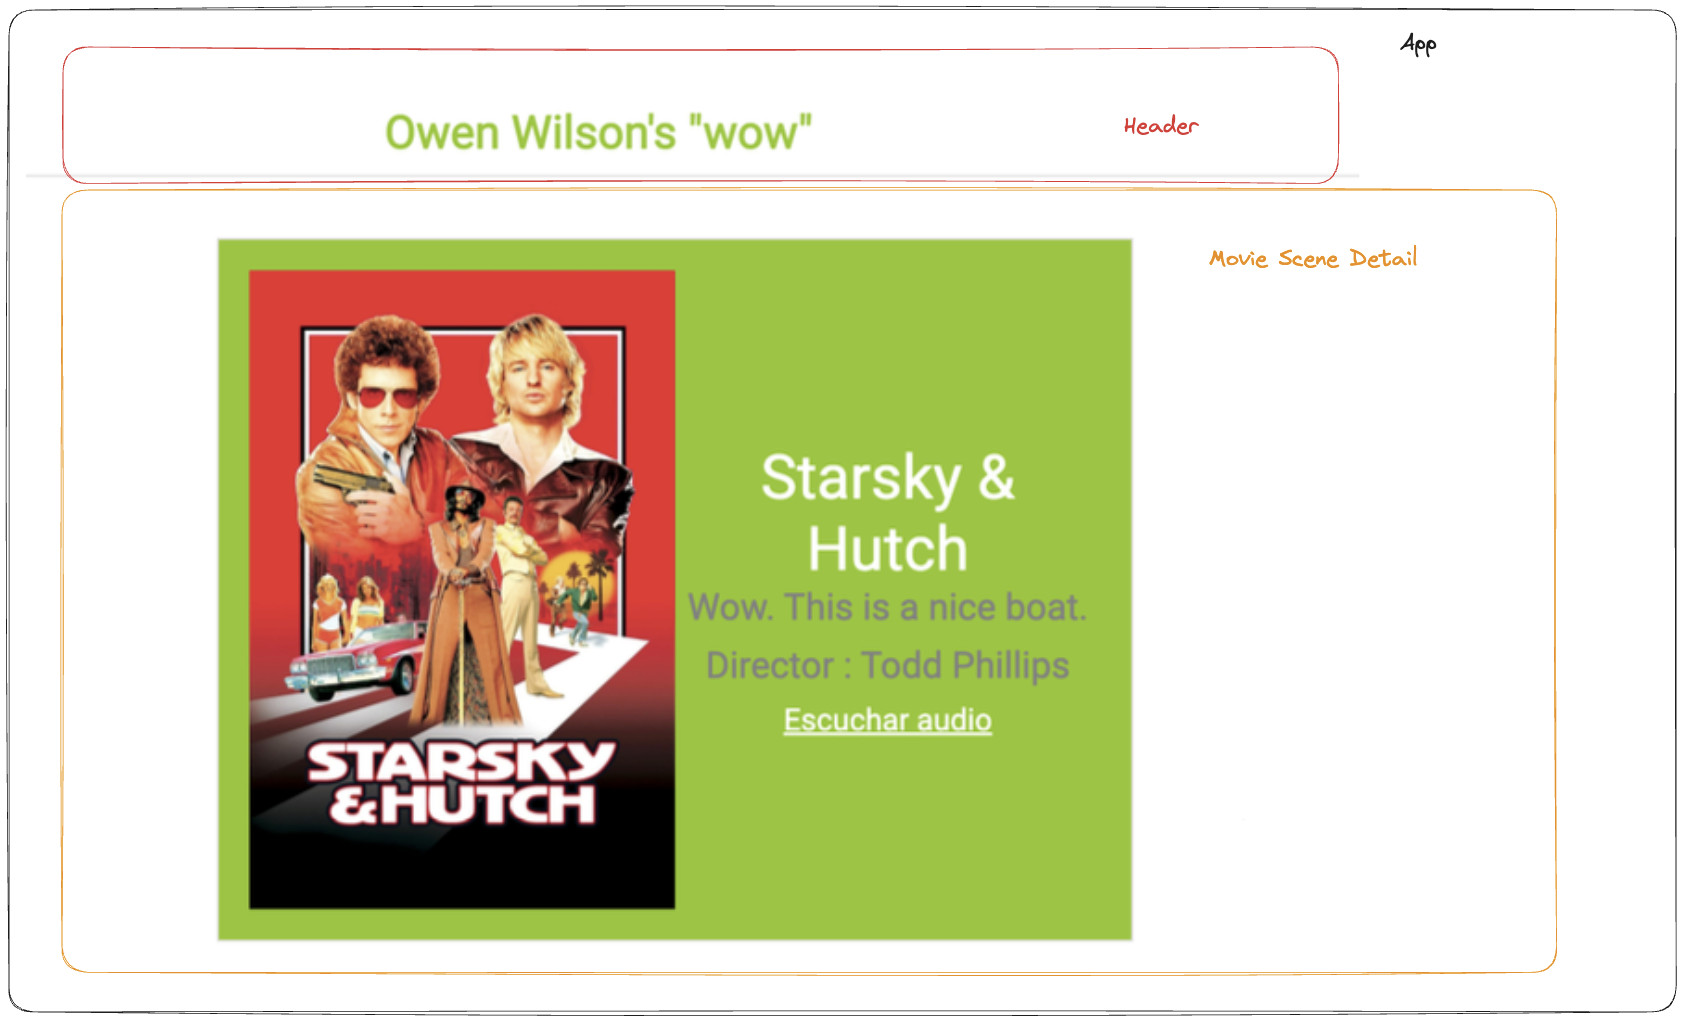 App
Owen Wilson's "wow"
Header
Movie Scene Detail
Starsky &
Hutch
Wow. This is a nice boat.
Director : Todd Phillips
Escuchar audio
STARSKY
&HUTCH